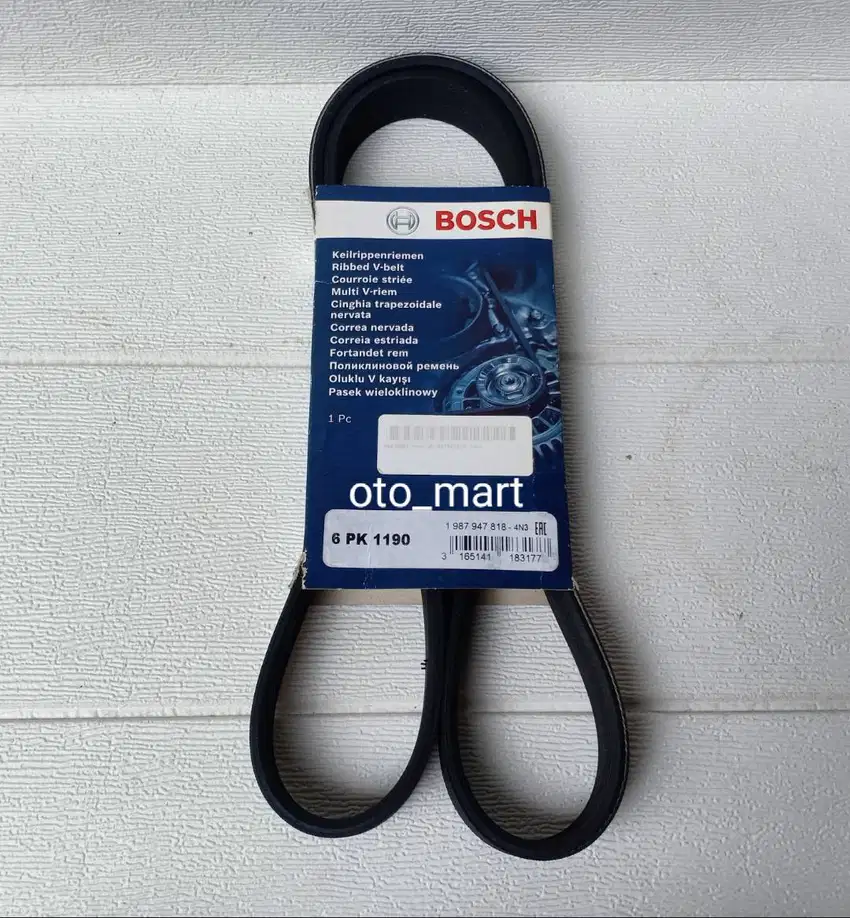 BOSCH
Keilrippenriemen
Ribbed V-belt
Courroie striée
Multi V-riem
Cinghia trapezoidale
nervata
Correa nervada
Correia estriada
Fortandet rem
Поликлиновой ремень
Oluklu V kayışı
Pasek wieloklinowy
1 Pc
oto_mart
1 987 947 818 - 4N3 EAC
6 PK 1190
3 165141 183177